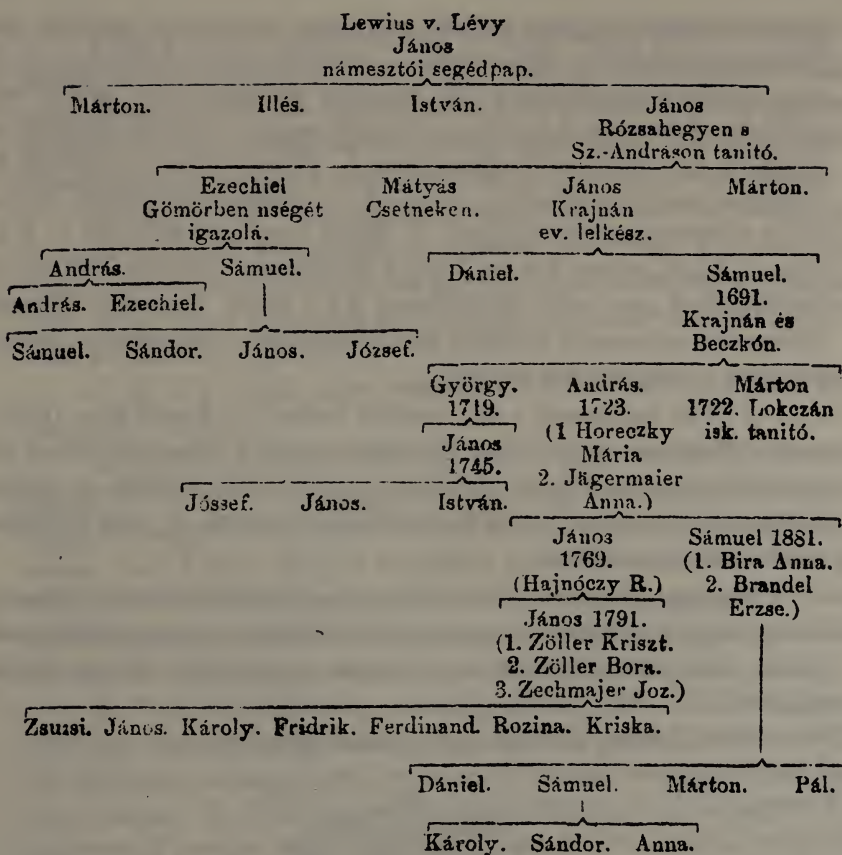 Lewius v. Lévy
János
námesztói segédpap.
Márton. Illés. István. János
Rózsahegyen s
Sz.-Andráson tanitó.
Ezechiel Mátyás János Márton.
Gömörben nségét Csetneken. Krajnán
igazolá. ev. lelkész.
András. Sámuel. Dániel. Sámuel.
1691.
András. Ezechiel. Krajnán és
Beczkón.
Sámuel. Sándor. János. József.
György. András. Márton
1719. 1723. 1722. Lokczán
János (1 Horeczky isk. tanitó.
1745. Mária
2. Jägermaier
Jóssef. János. István. Anna.)
János Sámuel 1881.
1769. (1. Bira Anna.
(Hajnóczy R.) 2. Brandel
János 1791. Erzse.)
(1. Zöller Kriszt.
2. Zöller Bora.
3. Zechmajer Joz.)
Zsuzsi. János. Károly. Fridrik. Ferdinand. Rozina. Kriska.
Dániel. Sámuel. Márton. Pál.
Károly. Sándor. Anna.